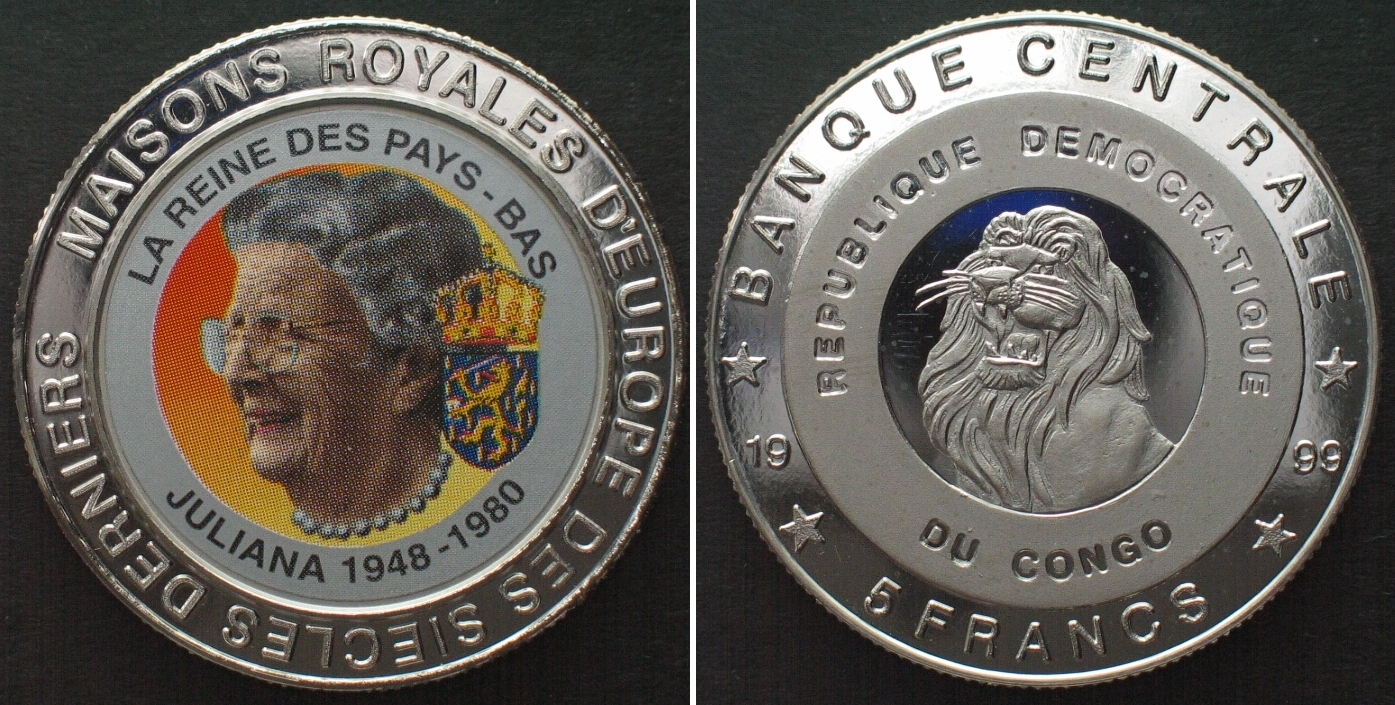 MAISONS ROYALES D'EUROPE DES SIECLES DERNIERS
LA REINE DES PAYS-BAS
JULIANA 1948-1980
BANQUE CENTRALE
REPUBLIQUE DEMOCRATIQUE
DU CONGO
19 99
5 FRANCS